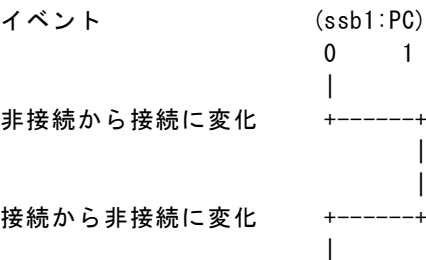 イベント (ssb1:PC)
0 1
|
非接続から接続に変化 +------+
|
|
接続から非接続に変化 +------+
|